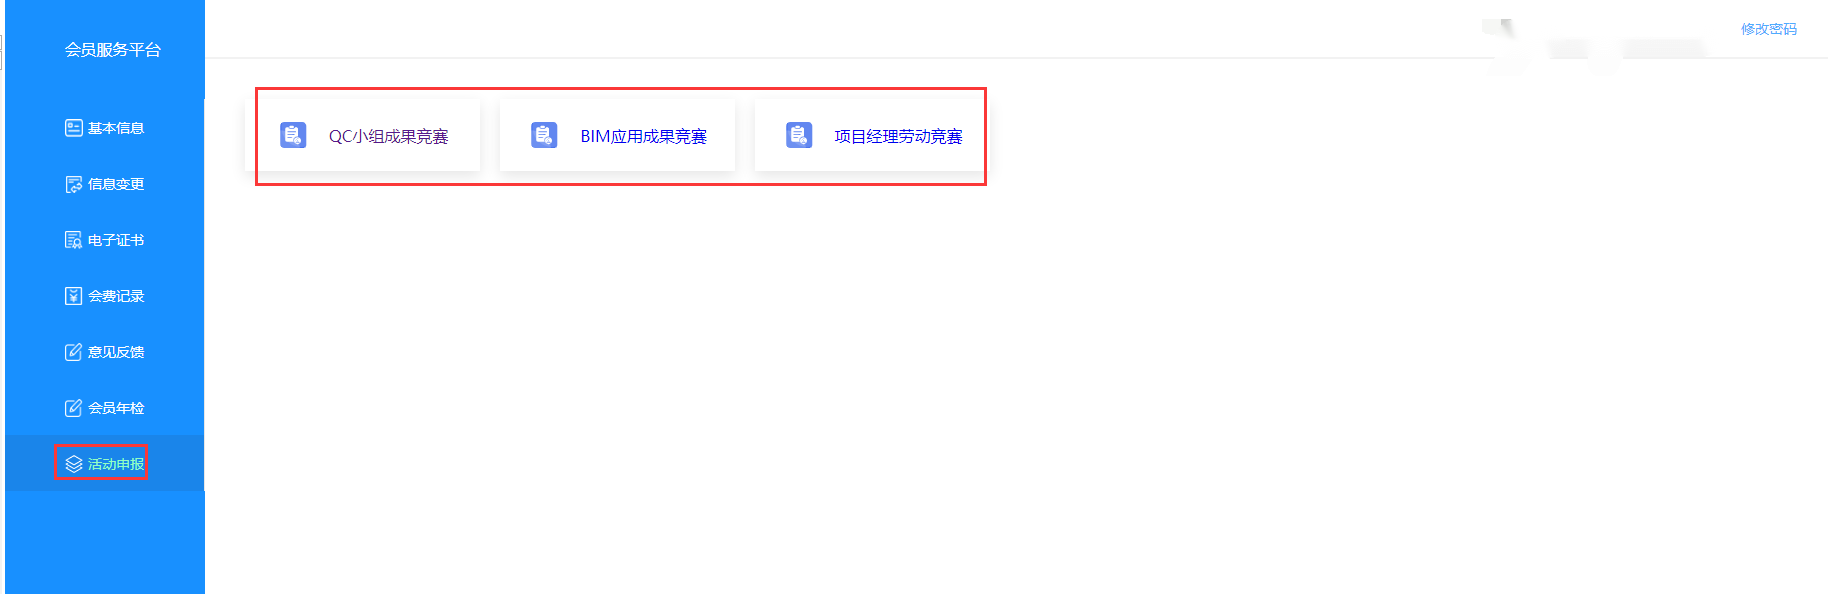 会员服务平台
修改密码
基本信息
信息变更
电子证书
会费记录
意见反馈
会员年检
活动申报
QC小组成果竞赛
BIM应用成果竞赛
项目经理劳动竞赛